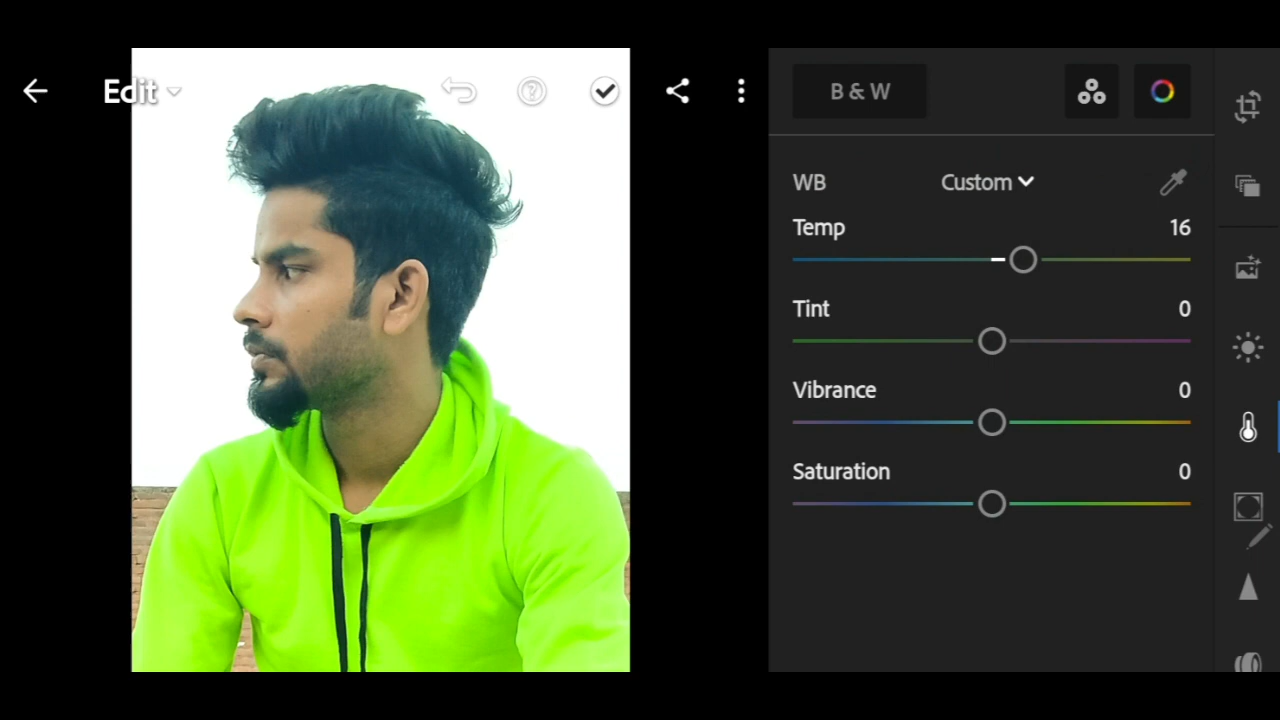 Edit
B & W
WB Custom
Temp 16
Tint 0
Vibrance 0
Saturation 0